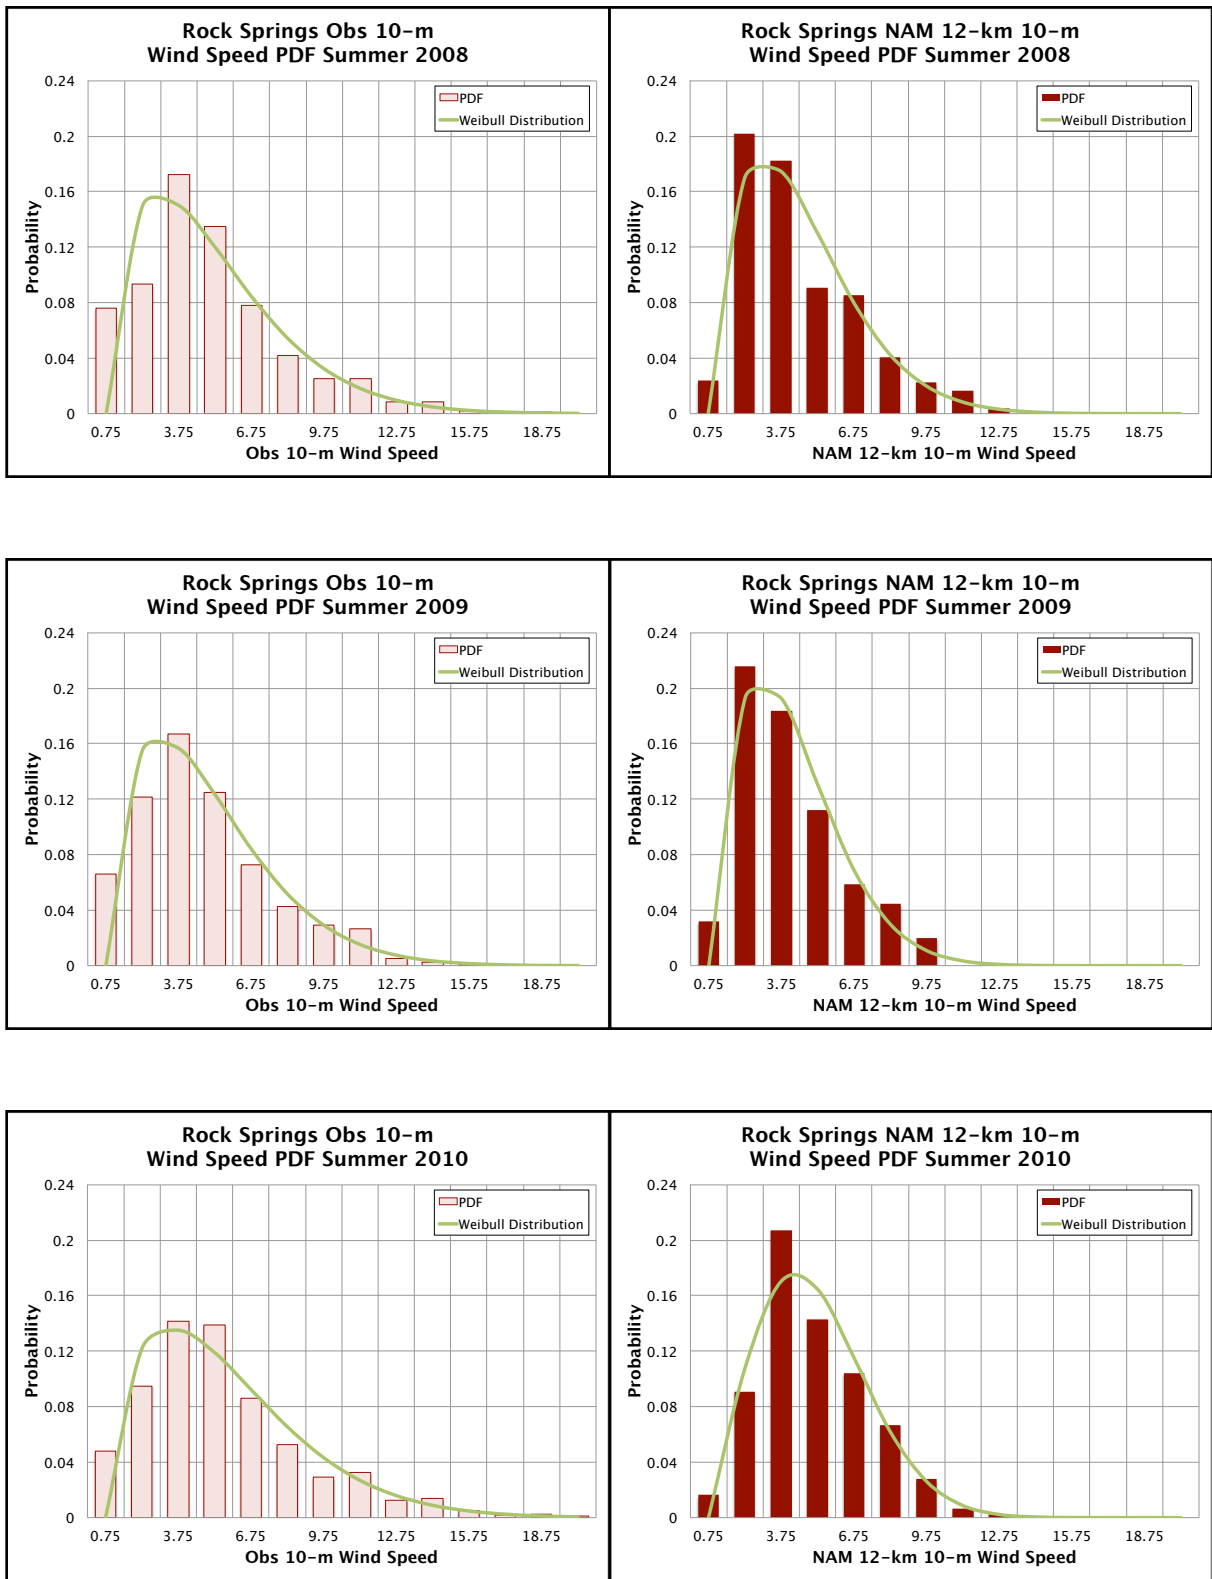 Rock Springs Obs 10-m
Wind Speed PDF Summer 2008
0.24
0.2
0.16
0.12
0.08
0.04
0
Probability
PDF
Weibull Distribution
0.75 3.75 6.75 9.75 12.75 15.75 18.75
Obs 10-m Wind Speed
Rock Springs NAM 12-km 10-m
Wind Speed PDF Summer 2008
0.24
0.2
0.16
0.12
0.08
0.04
0
Probability
PDF
Weibull Distribution
0.75 3.75 6.75 9.75 12.75 15.75 18.75
NAM 12-km 10-m Wind Speed
Rock Springs Obs 10-m
Wind Speed PDF Summer 2009
0.24
0.2
0.16
0.12
0.08
0.04
0
Probability
PDF
Weibull Distribution
0.75 3.75 6.75 9.75 12.75 15.75 18.75
Obs 10-m Wind Speed
Rock Springs NAM 12-km 10-m
Wind Speed PDF Summer 2009
0.24
0.2
0.16
0.12
0.08
0.04
0
Probability
PDF
Weibull Distribution
0.75 3.75 6.75 9.75 12.75 15.75 18.75
NAM 12-km 10-m Wind Speed
Rock Springs Obs 10-m
Wind Speed PDF Summer 2010
0.24
0.2
0.16
0.12
0.08
0.04
0
Probability
PDF
Weibull Distribution
0.75 3.75 6.75 9.75 12.75 15.75 18.75
Obs 10-m Wind Speed
Rock Springs NAM 12-km 10-m
Wind Speed PDF Summer 2010
0.24
0.2
0.16
0.12
0.08
0.04
0
Probability
PDF
Weibull Distribution
0.75 3.75 6.75 9.75 12.75 15.75 18.75
NAM 12-km 10-m Wind Speed